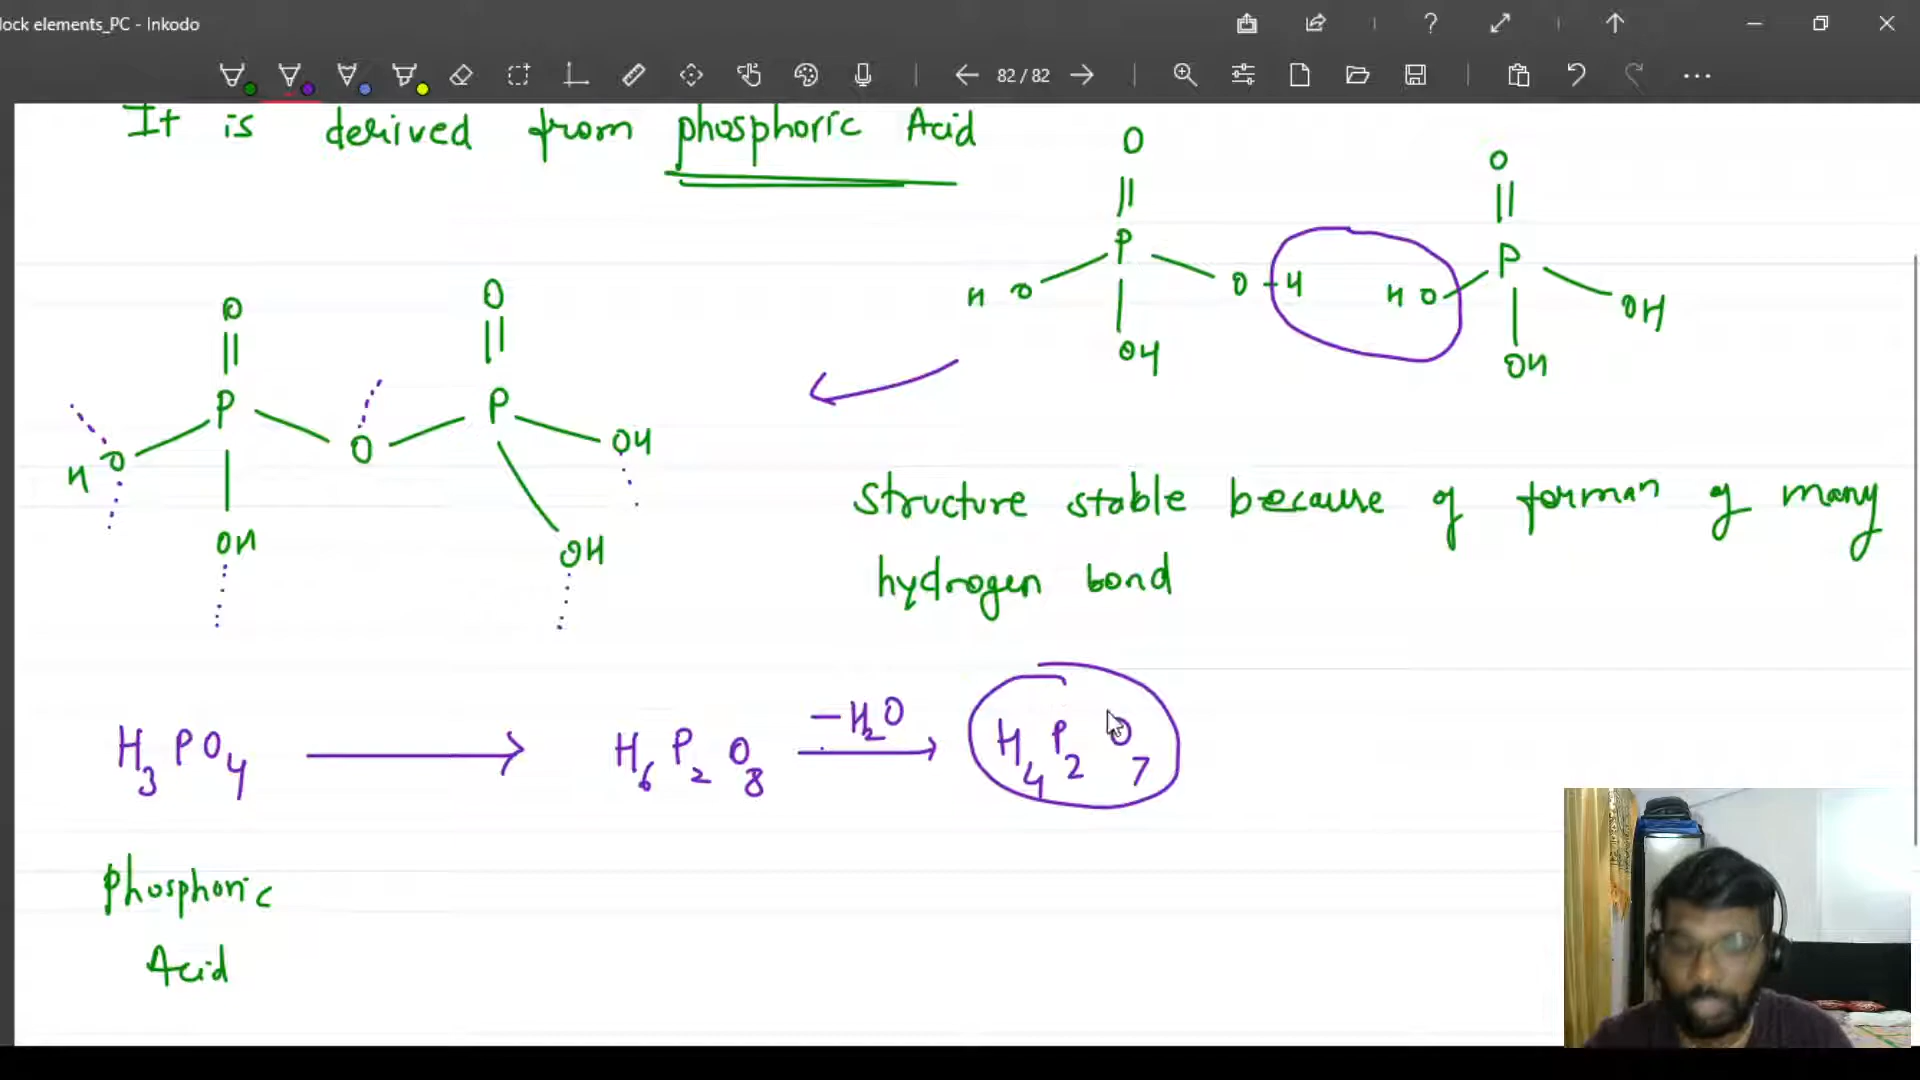 lock elements_PC - Inkodo
82 / 82
It is derived from phosphoric Acid
O O
P P
H O O - H H O OH
OH OH
O O
P P
H O O OH
OH OH
structure stable because of forman of many
hydrogen bond
H3PO4 → H6P2O8 −H2O → H4P2O7
Phosphoric
Acid